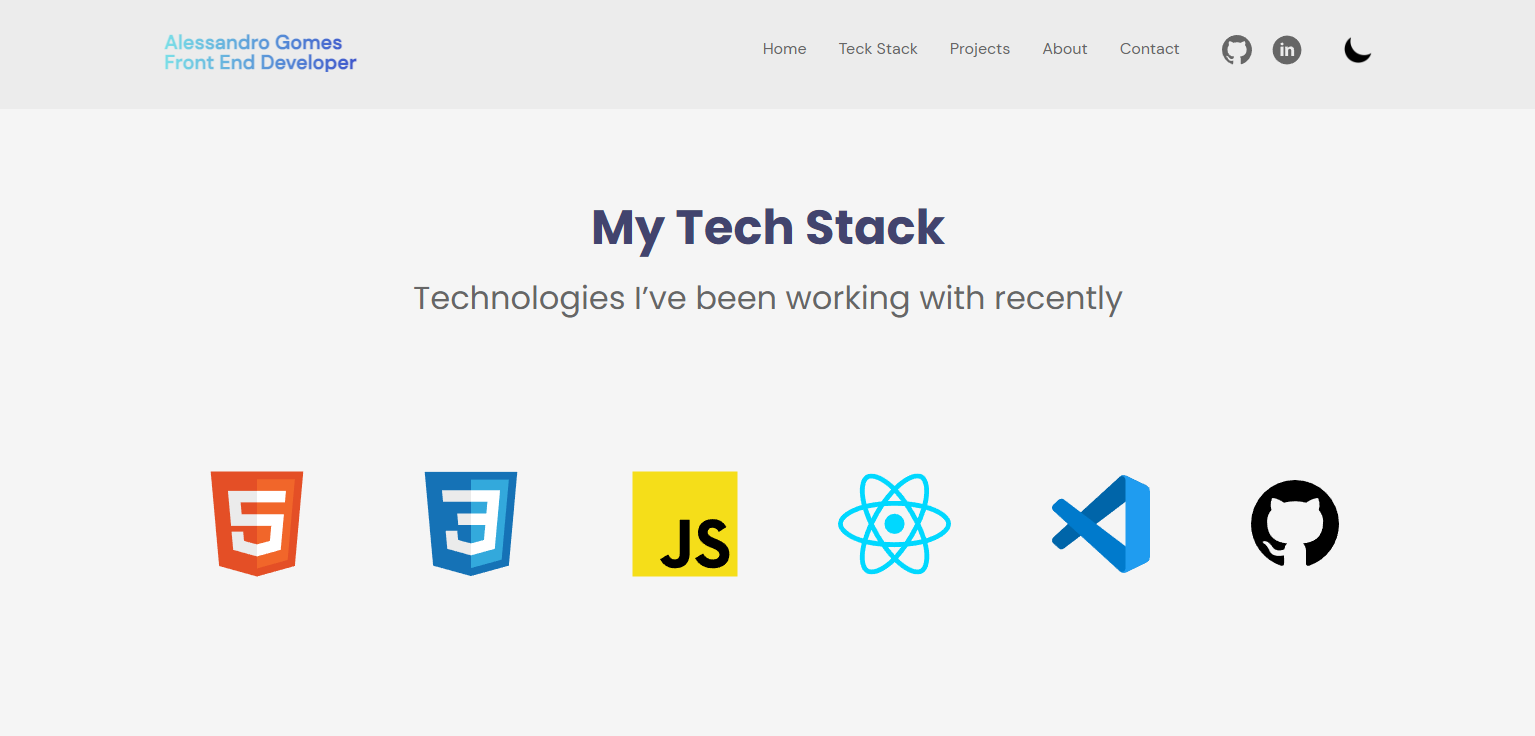 Alessandro Gomes
Front End Developer
Home Teck Stack Projects About Contact in
My Tech Stack
Technologies I’ve been working with recently
5 3 JS